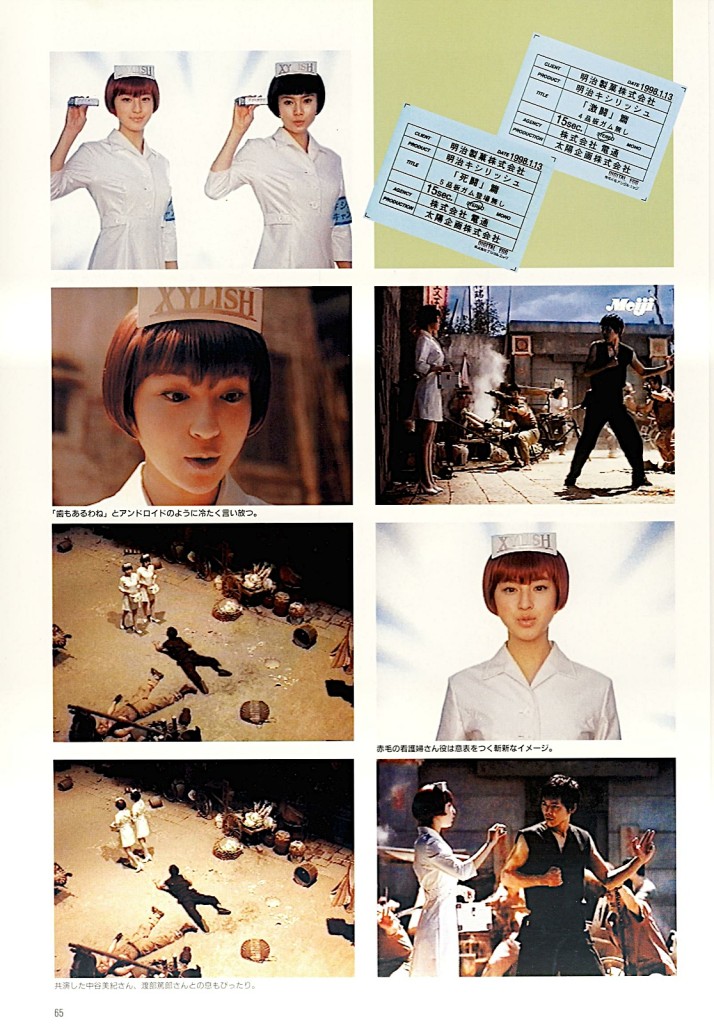 XYLISH
XYLISH
CLIENT 明治製菓株式会社 DATE 1998.1.13
PRODUCT 明治キシリッシュ
TITLE 「激闘」篇
4品板ガム無し
AGENCY 15sec. MONO
PRODUCTION 株式会社 電通
太陽企画株式会社
CLIENT 明治製菓株式会社 DATE 1998.1.13
PRODUCT 明治キシリッシュ
TITLE 「死闘」篇
5品板ガム登場無し
AGENCY 15sec. MONO
PRODUCTION 株式会社 電通
太陽企画株式会社
XYLISH
Meiji
「歯もあるわね」とアンドロイドのように冷たく言い放つ。
XYLISH
赤毛の看護婦さん役は意表をつく斬新なイメージ。
共演した中谷美紀さん、渡部篤郎さんとの息もぴったり。
65